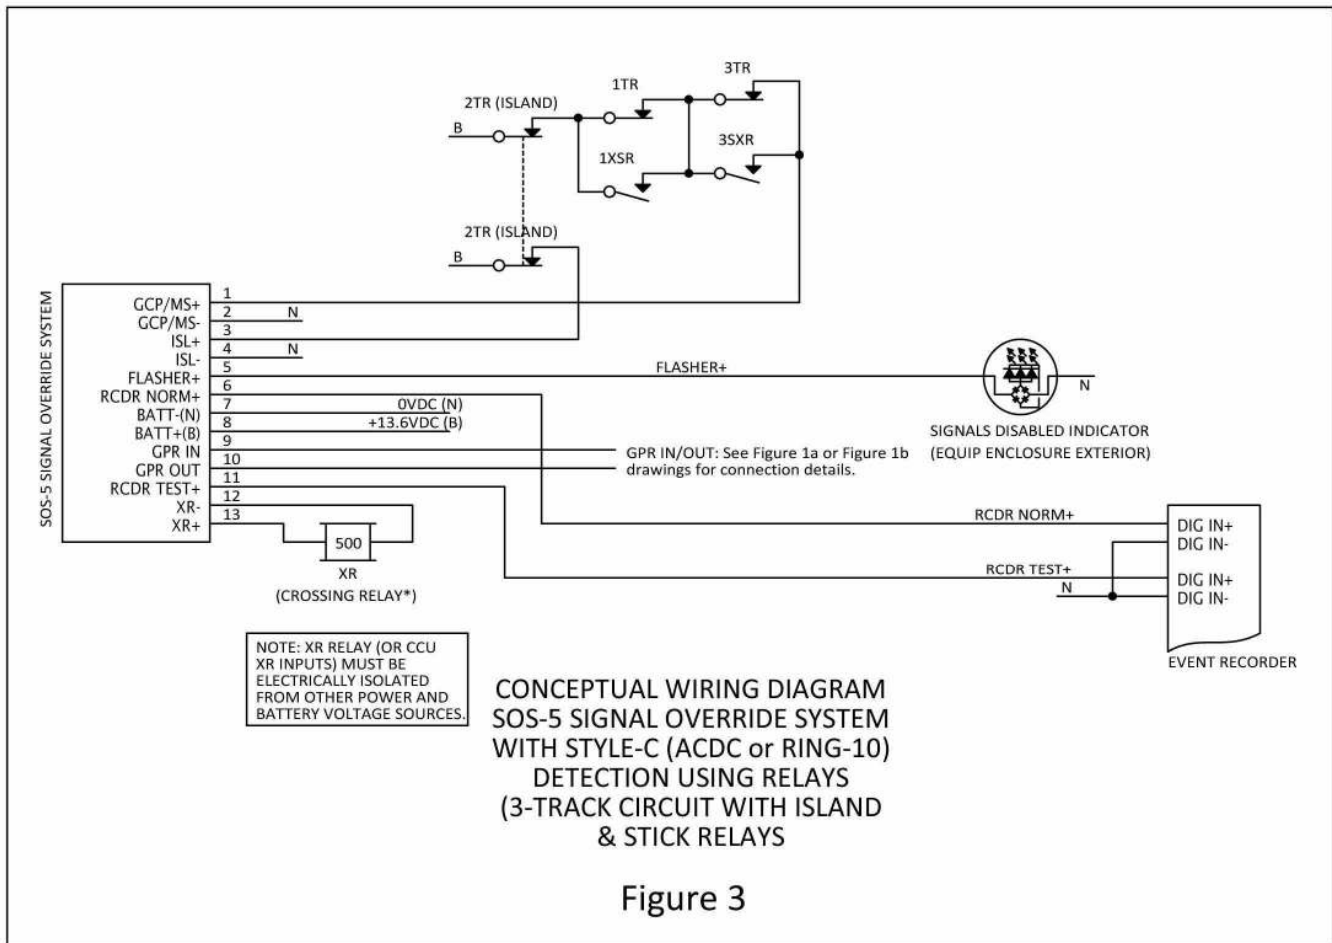 3TR
1TR
2TR (ISLAND)
B
3SXR
1XSR
2TR (ISLAND)
B
SOS-5 SIGNAL OVERRIDE SYSTEM
GCP/MS+ 1
GCP/MS- 2 N
ISL+ 3
ISL- 4 N
FLASHER+ 5 FLASHER+
RCDR NORM+ 6
BATT-(N) 7 0VDC (N)
BATT+(B) 8 +13.6VDC (B)
GPR IN 9
GPR OUT 10
RCDR TEST+ 11
XR- 12
XR+ 13
N
SIGNALS DISABLED INDICATOR
(EQUIP ENCLOSURE EXTERIOR)
GPR IN/OUT: See Figure 1a or Figure 1b
drawings for connection details.
500
XR
(CROSSING RELAY*)
RCDR NORM+
DIG IN+
DIG IN-
RCDR TEST+
DIG IN+
N
DIG IN-
EVENT RECORDER
NOTE: XR RELAY (OR CCU
XR INPUTS) MUST BE
ELECTRICALLY ISOLATED
FROM OTHER POWER AND
BATTERY VOLTAGE SOURCES.
CONCEPTUAL WIRING DIAGRAM
SOS-5 SIGNAL OVERRIDE SYSTEM
WITH STYLE-C (ACDC or RING-10)
DETECTION USING RELAYS
(3-TRACK CIRCUIT WITH ISLAND
& STICK RELAYS
Figure 3